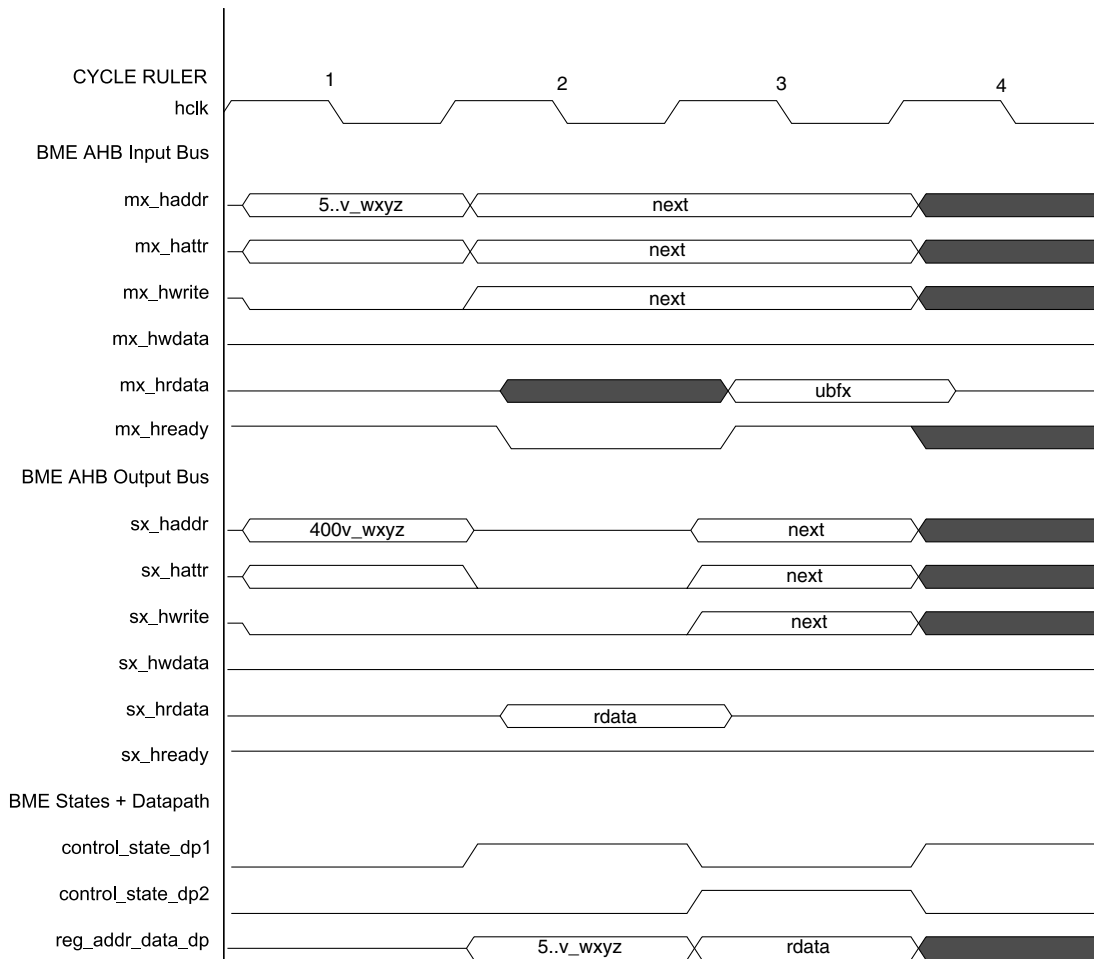 CYCLE RULER 1 2 3 4
hclk
BME AHB Input Bus
mx_haddr 5..v_wxyz next
mx_hattr next
mx_hwrite next
mx_hwdata
mx_hrdata ubfx
mx_hready
BME AHB Output Bus
sx_haddr 400v_wxyz next
sx_hattr next
sx_hwrite next
sx_hwdata
sx_hrdata rdata
sx_hready
BME States + Datapath
control_state_dp1
control_state_dp2
reg_addr_data_dp 5..v_wxyz rdata